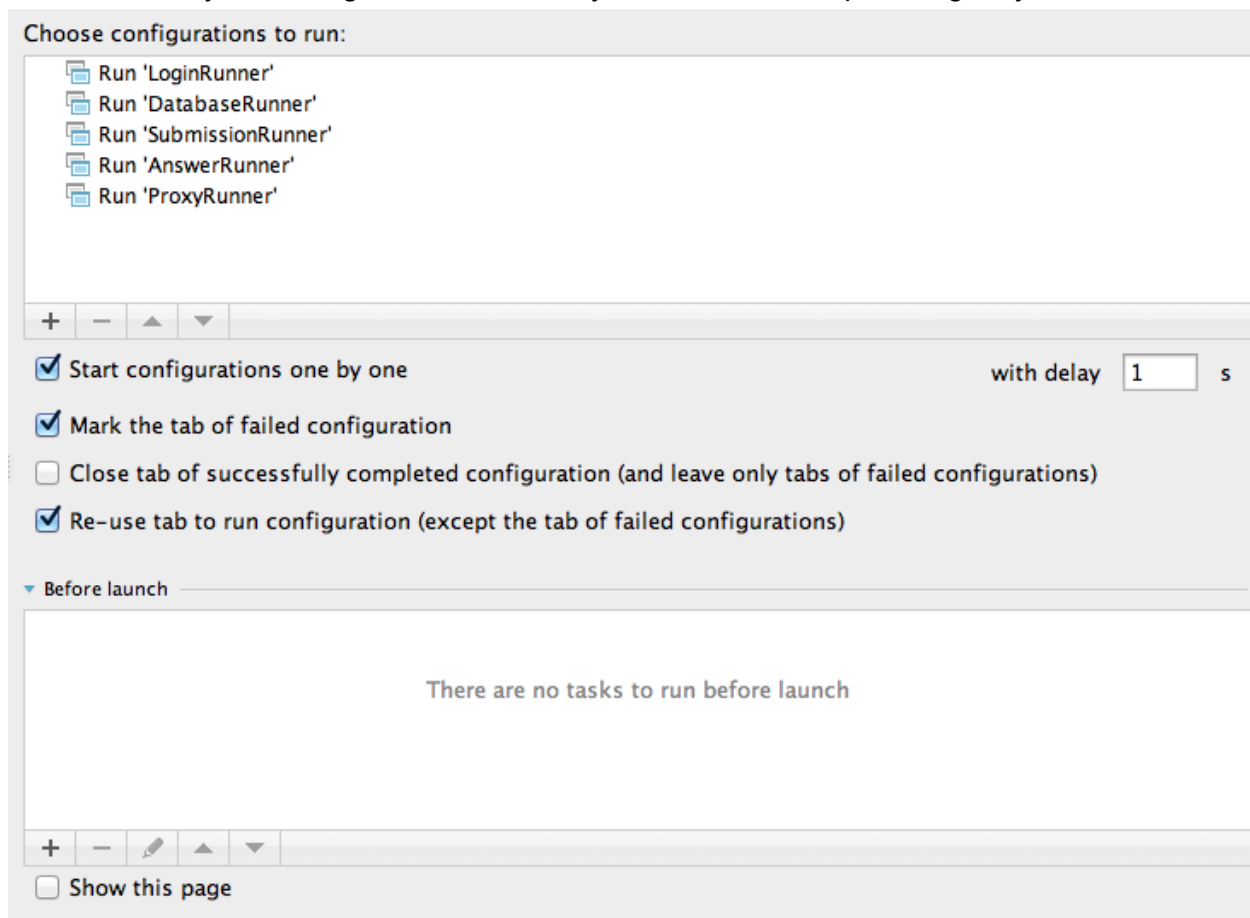 Choose configurations to run:
Run 'LoginRunner'
Run 'DatabaseRunner'
Run 'SubmissionRunner'
Run 'AnswerRunner'
Run 'ProxyRunner'
Start configurations one by one with delay 1 s
Mark the tab of failed configuration
Close tab of successfully completed configuration (and leave only tabs of failed configurations)
Re-use tab to run configuration (except the tab of failed configurations)
Before launch
There are no tasks to run before launch
Show this page